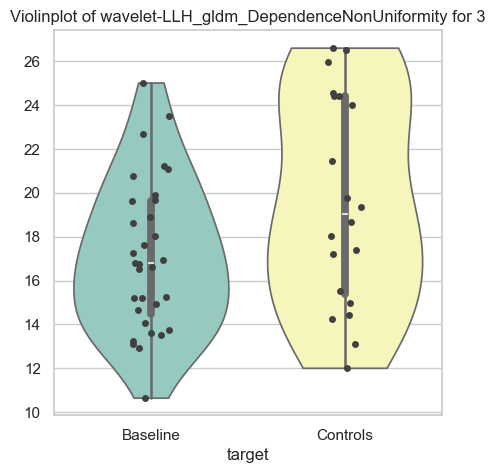 Violinplot of wavelet-LLH_gldm_DependenceNonUniformity for 3
26
24
22
20
18
16
14
12
10
Baseline
Controls
target